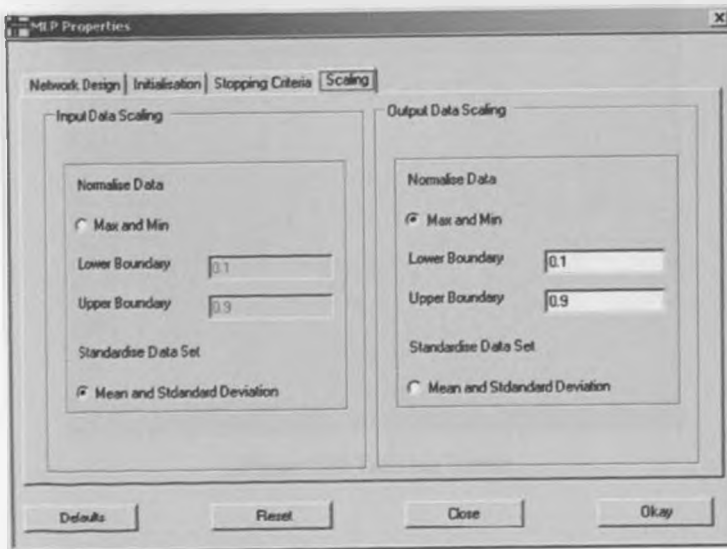 MLP Properties
Network Design Initialisation Stopping Criteria Scaling
Input Data Scaling
Normalise Data
Max and Min
Lower Boundary 0.1
Upper Boundary 0.9
Standardise Data Set
Mean and Stdandard Deviation
Output Data Scaling
Normalise Data
Max and Min
Lower Boundary 0.1
Upper Boundary 0.9
Standardise Data Set
Mean and Stdandard Deviation
Defaults Reset Close Okay